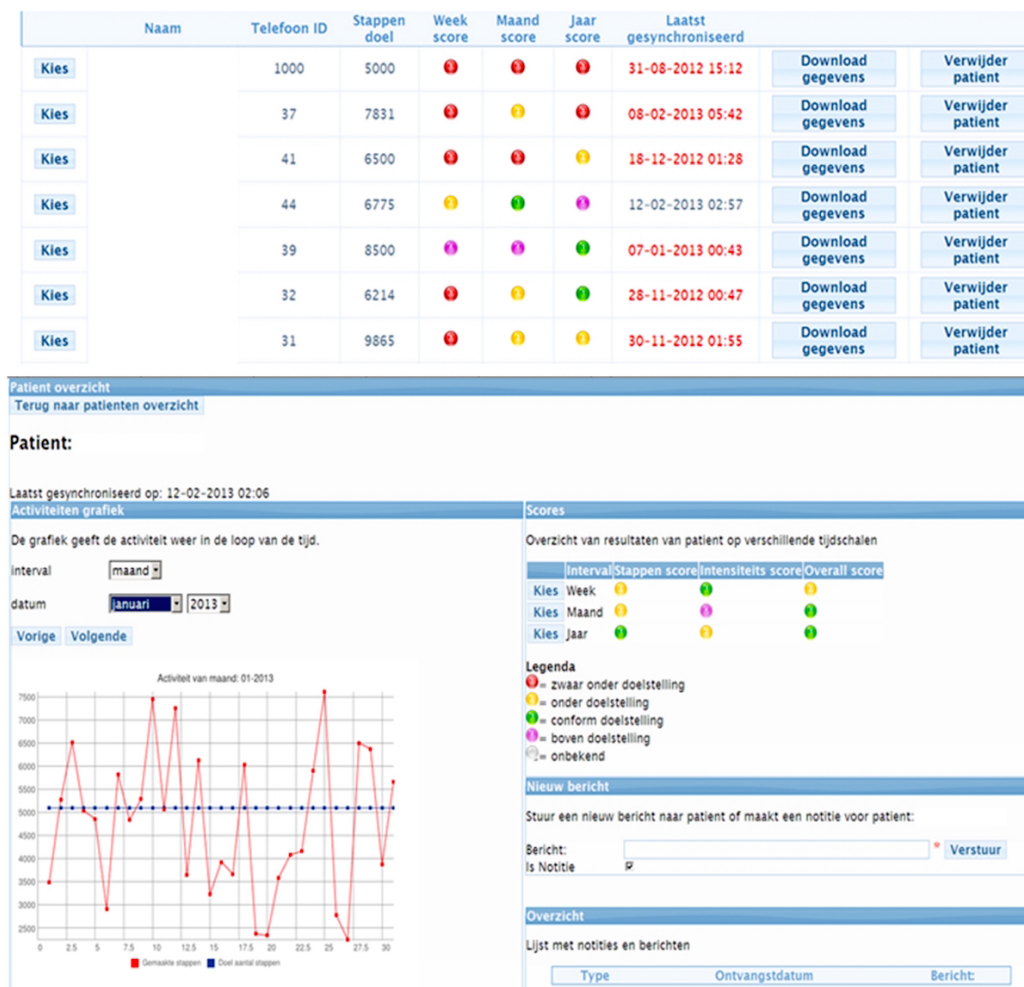 Naam Telefoon ID Stappen doel Week score Maand score Jaar score Laatst gesynchroniseerd
Kies 1000 5000 31-08-2012 15:12 Download gegevens Verwijder patient
Kies 37 7831 08-02-2013 05:42 Download gegevens Verwijder patient
Kies 41 6500 18-12-2012 01:28 Download gegevens Verwijder patient
Kies 44 6775 12-02-2013 02:57 Download gegevens Verwijder patient
Kies 39 8500 07-01-2013 00:43 Download gegevens Verwijder patient
Kies 32 6214 28-11-2012 00:47 Download gegevens Verwijder patient
Kies 31 9865 30-11-2012 01:55 Download gegevens Verwijder patient
Patient overzicht
Terug naar patienten overzicht
Patient:
Laatst gesynchroniseerd op: 12-02-2013 02:06
Activiteiten grafiek
De grafiek geeft de activiteit weer in de loop van de tijd.
interval maand
datum januari 2013
Vorige Volgende
Activiteit van maand: 01-2013
7500
7000
6500
6000
5500
5000
4500
4000
3500
3000
2500
0 2.5 5 7.5 10 12.5 15 17.5 20 22.5 25 27.5 30
Gemaakte stappen Doel aantal stappen
Scores
Overzicht van resultaten van patient op verschillende tijdschalen
Interval Stappen score Intensiteits score Overall score
Kies Week
Kies Maand
Kies Jaar
Legenda
= zwaar onder doelstelling
= onder doelstelling
= conform doelstelling
= boven doelstelling
= onbekend
Nieuw bericht
Stuur een nieuw bericht naar patient of maakt een notitie voor patient:
Bericht: * Verstuur
Is Notitie
Overzicht
Lijst met notities en berichten
Type Ontvangstdatum Bericht: